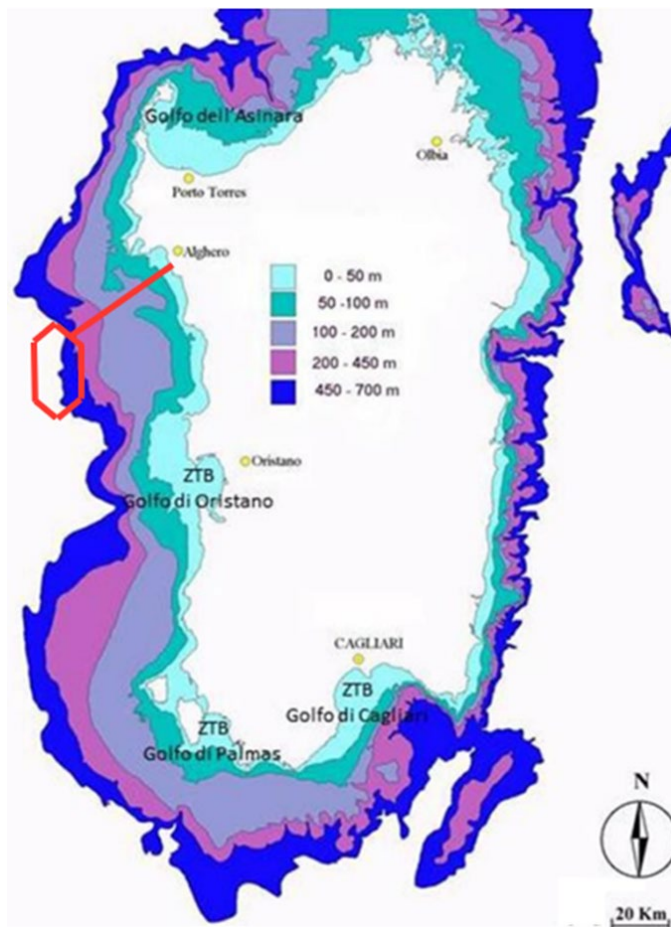 Golfo dell'Asinara
Olbia
Porto Torres
Alghero
0 - 50 m
50 -100 m
100 - 200 m
200 - 450 m
450 - 700 m
Oristano
ZTB
Golfo di Oristano
CAGLIARI
ZTB
Golfo di Cagliari
ZTB
Golfo di Palmas
N
20 Km